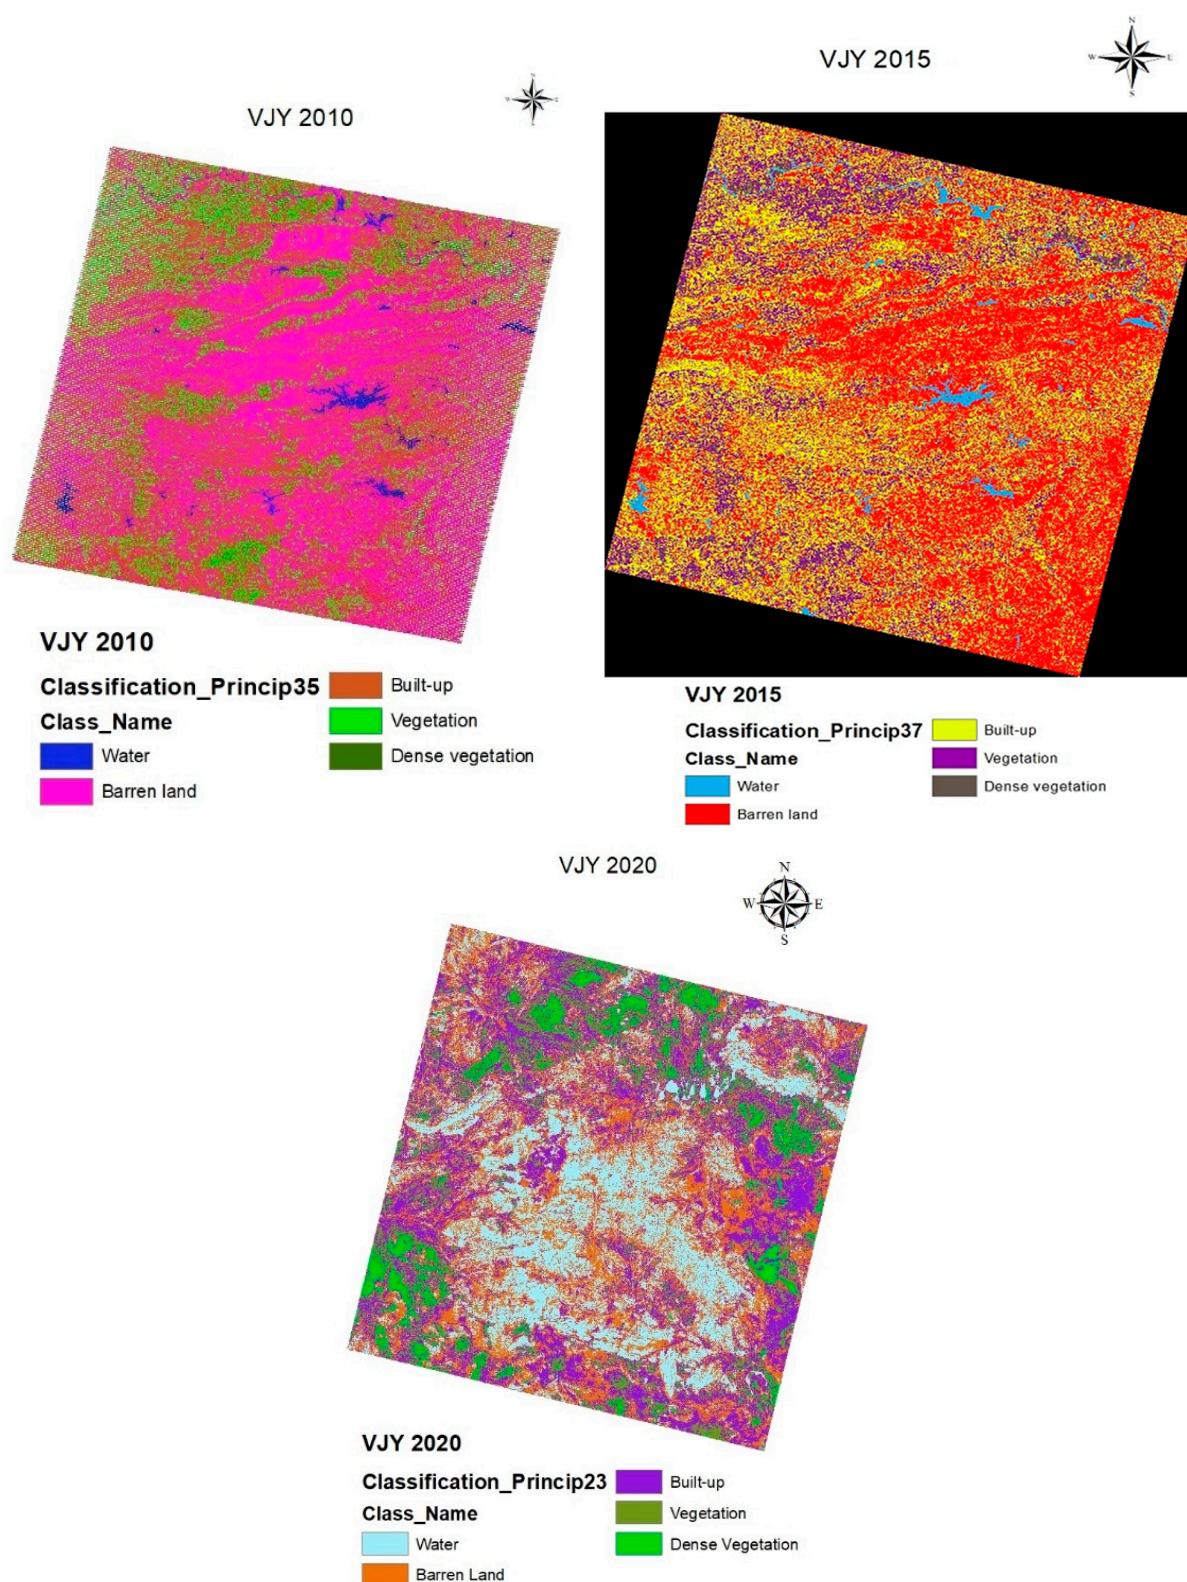 VJY 2010
N
W E
S
VJY 2010
Classification_Princip35
Class_Name
Water
Barren land
Built-up
Vegetation
Dense vegetation
VJY 2015
N
W E
S
VJY 2015
Classification_Princip37
Class_Name
Water
Barren land
Built-up
Vegetation
Dense vegetation
VJY 2020
N
W E
S
VJY 2020
Classification_Princip23
Class_Name
Water
Barren Land
Built-up
Vegetation
Dense Vegetation